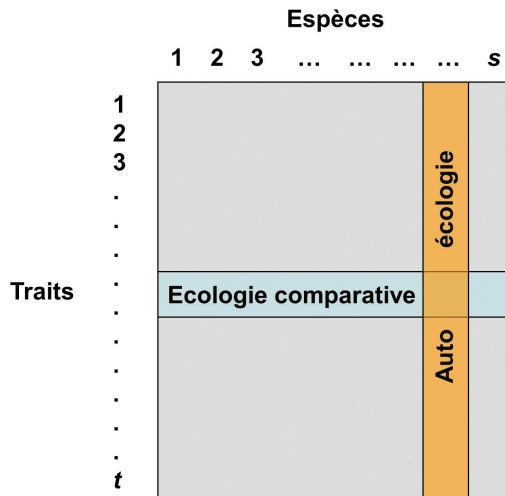 Espèces
1 2 3 ... ... ... ... s
1
2
3
.
.
.
.
.
.
.
.
.
.
t
Traits
Ecologie comparative
Auto écologie